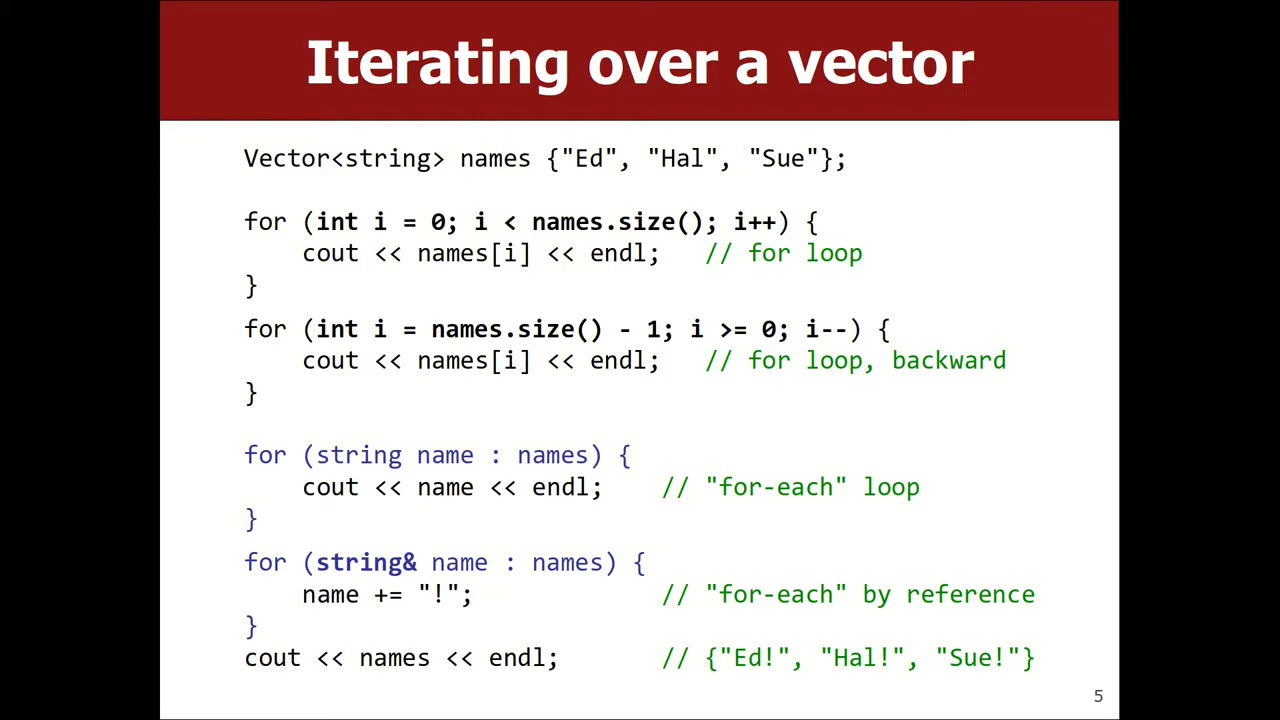 Iterating over a vector
Vector<string> names {"Ed", "Hal", "Sue"};
for (int i = 0; i < names.size(); i++) {
    cout << names[i] << endl;   // for loop
}
for (int i = names.size() - 1; i >= 0; i--) {
    cout << names[i] << endl;   // for loop, backward
}
for (string name : names) {
    cout << name << endl;    // "for-each" loop
}
for (string& name : names) {
    name += "!";             // "for-each" by reference
}
cout << names << endl;       // {"Ed!", "Hal!", "Sue!"}
5